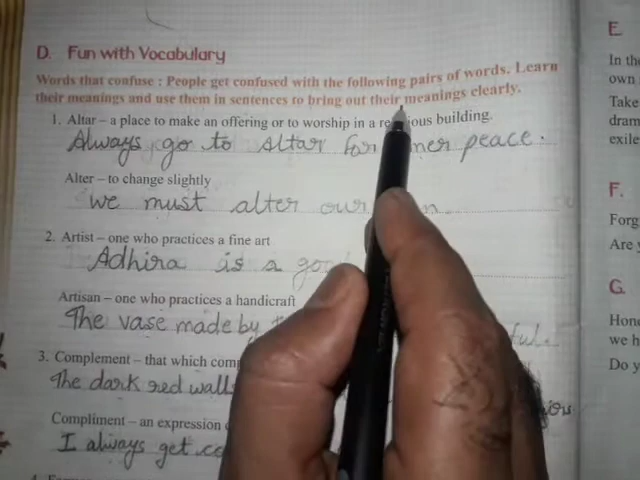 D. Fun with Vocabulary
Words that confuse : People get confused with the following pairs of words. Learn
their meanings and use them in sentences to bring out their meanings clearly.
1. Altar – a place to make an offering or to worship in a religious building.
Always go to altar for inner peace.
Alter – to change slightly
We must alter our
2. Artist – one who practices a fine art
Adhira is a good
Artisan – one who practices a handicraft
The vase made by
3. Complement – that which
The dark red walls
Compliment – an expression
I always get
E.
In the
own
Take
dram
exile
F.
Forg
Are
G.
Hone
we h
Do y